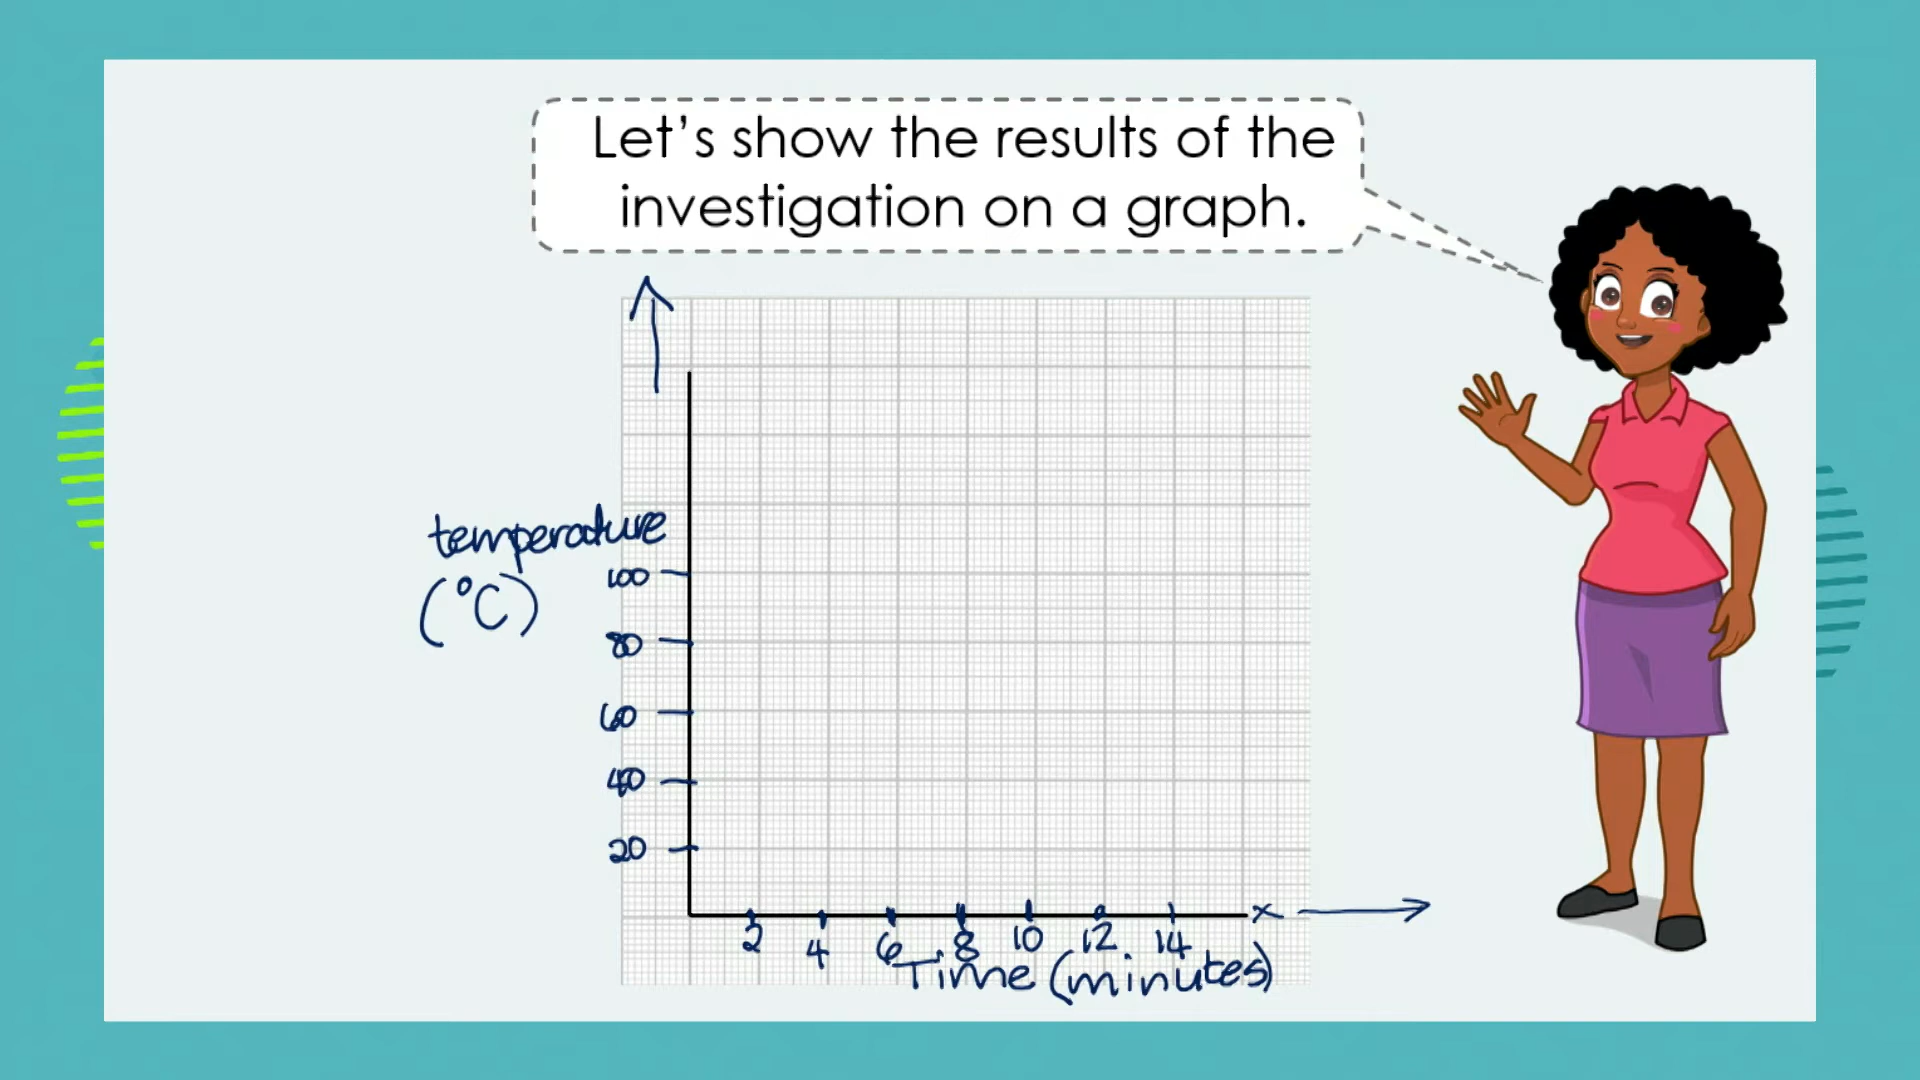 Let's show the results of the
investigation on a graph.
temperature
(°C)
100
80
60
40
20
x
2 4 6 8 10 12 14
Time (minutes)